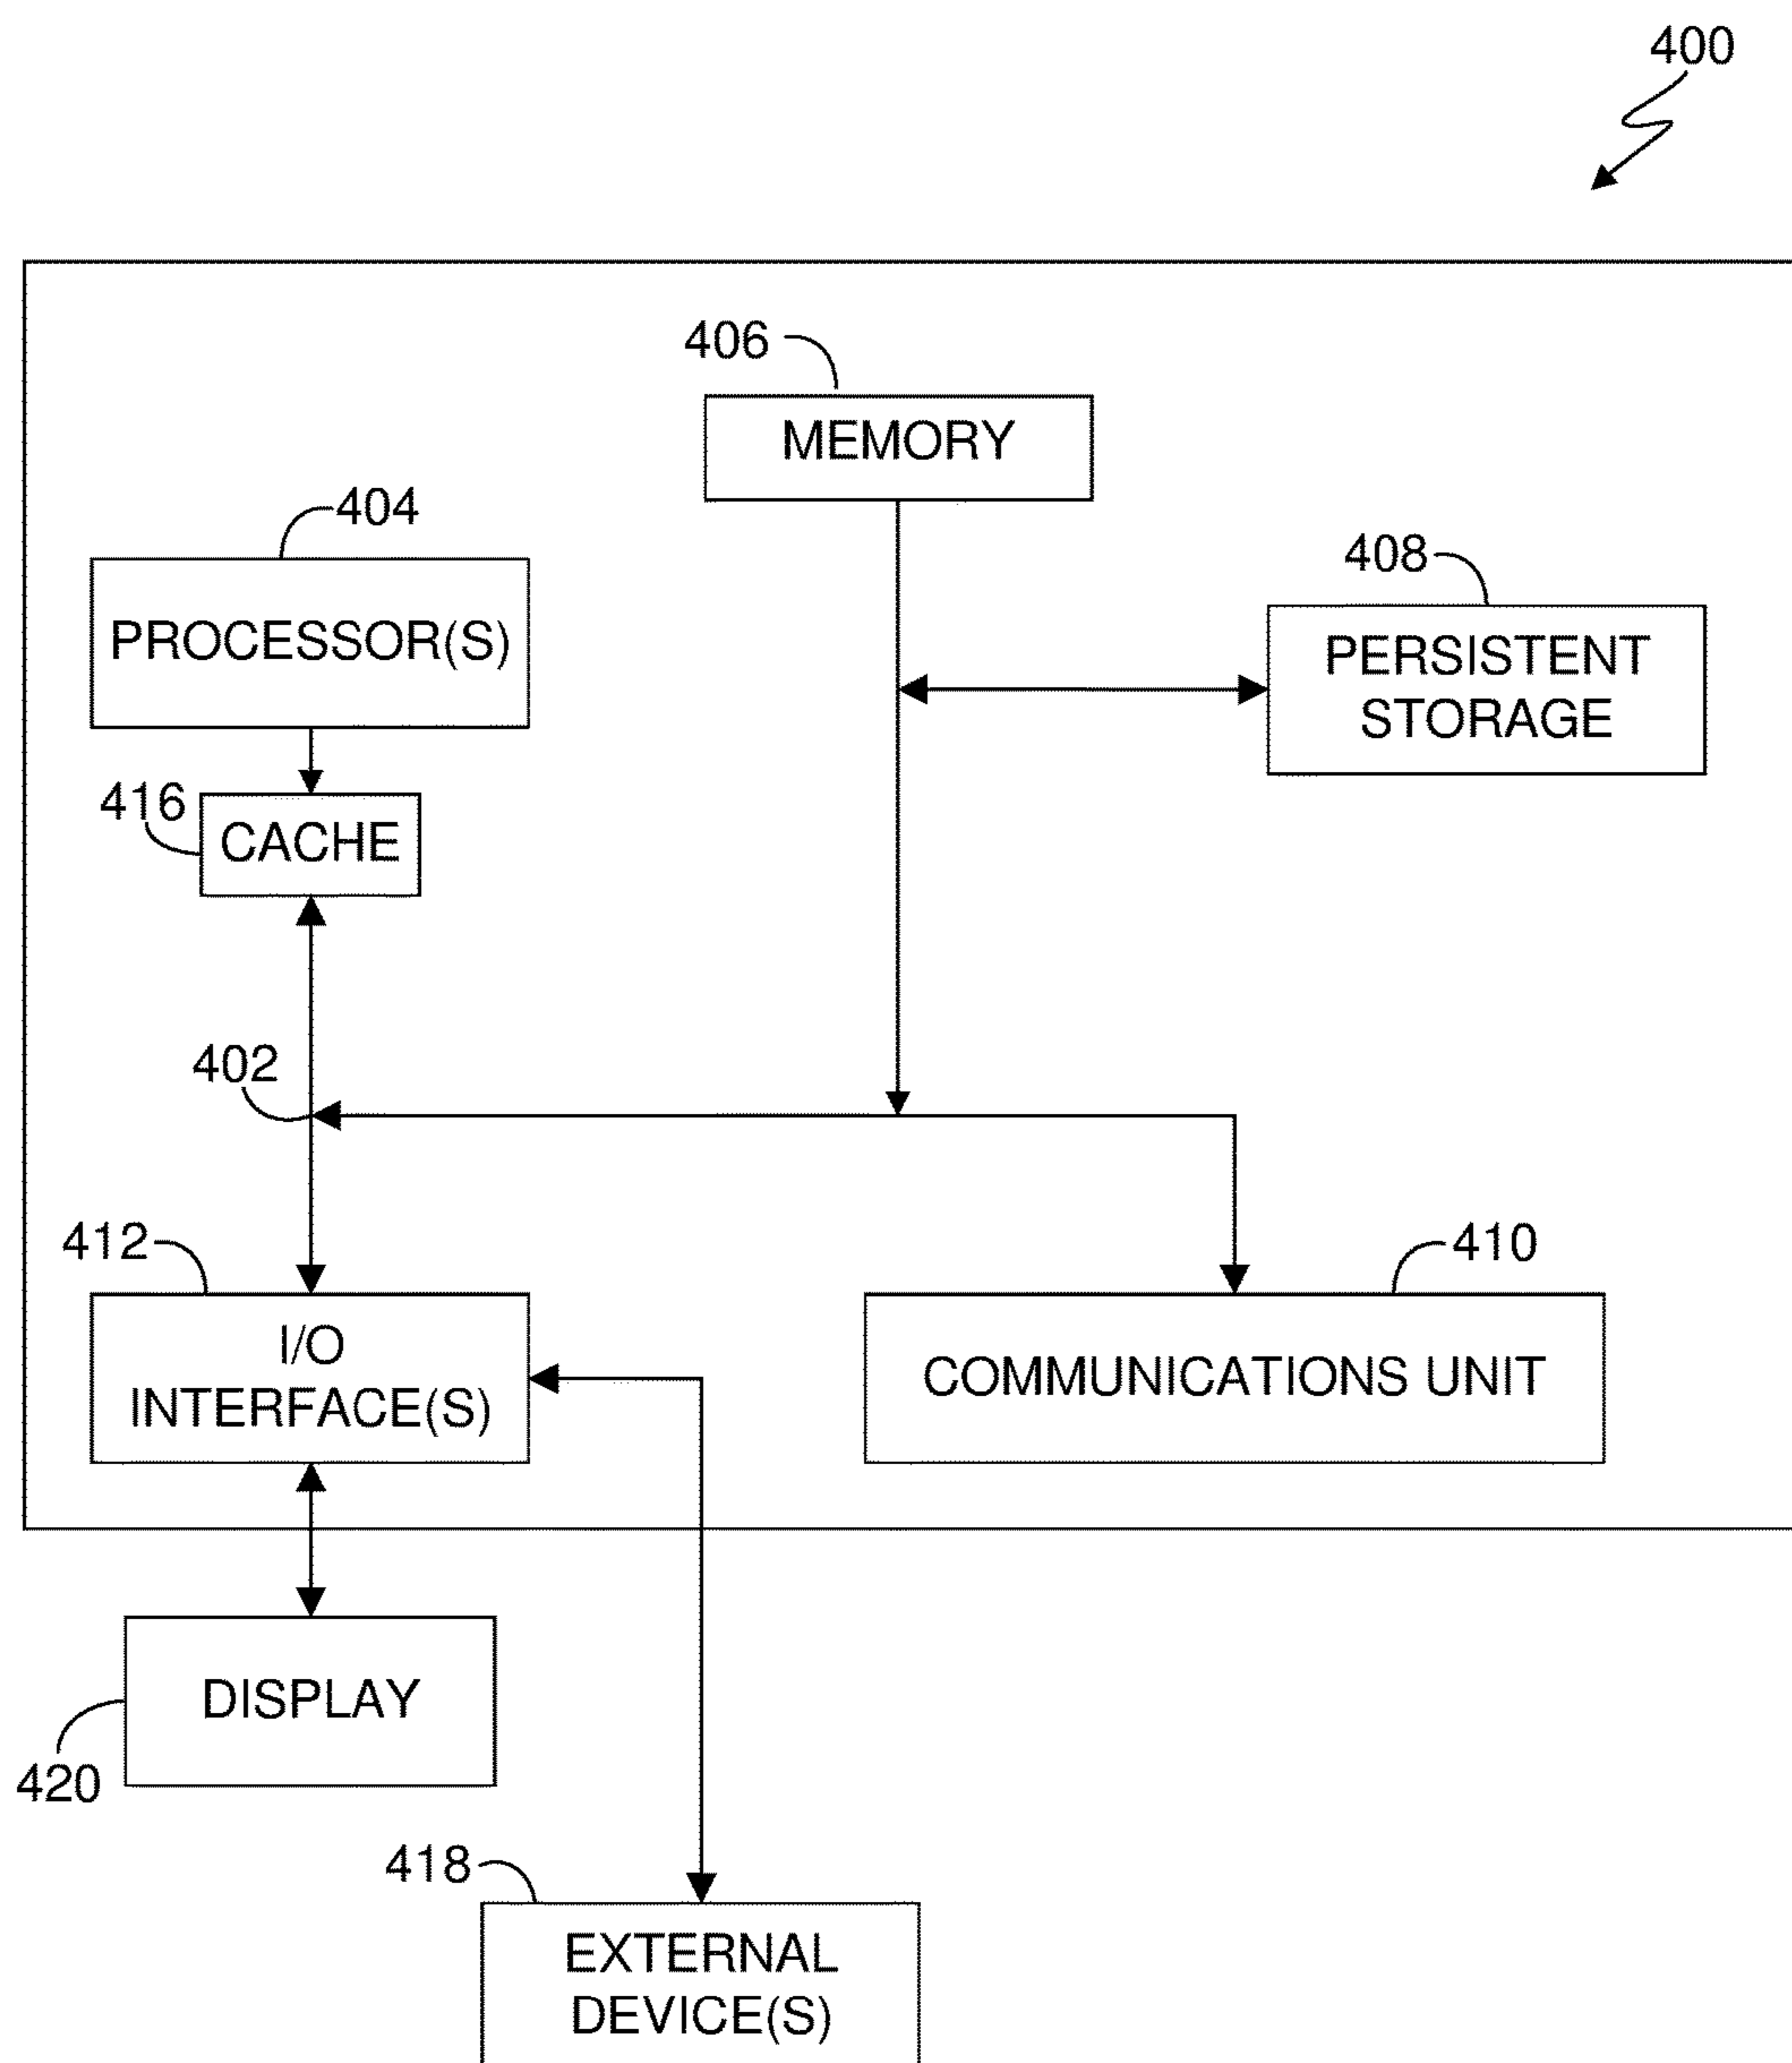 400
406
MEMORY
404
PROCESSOR(S)
408
PERSISTENT
STORAGE
416
CACHE
402
412
I/O
INTERFACE(S)
410
COMMUNICATIONS UNIT
DISPLAY
420
418
EXTERNAL
DEVICE(S)